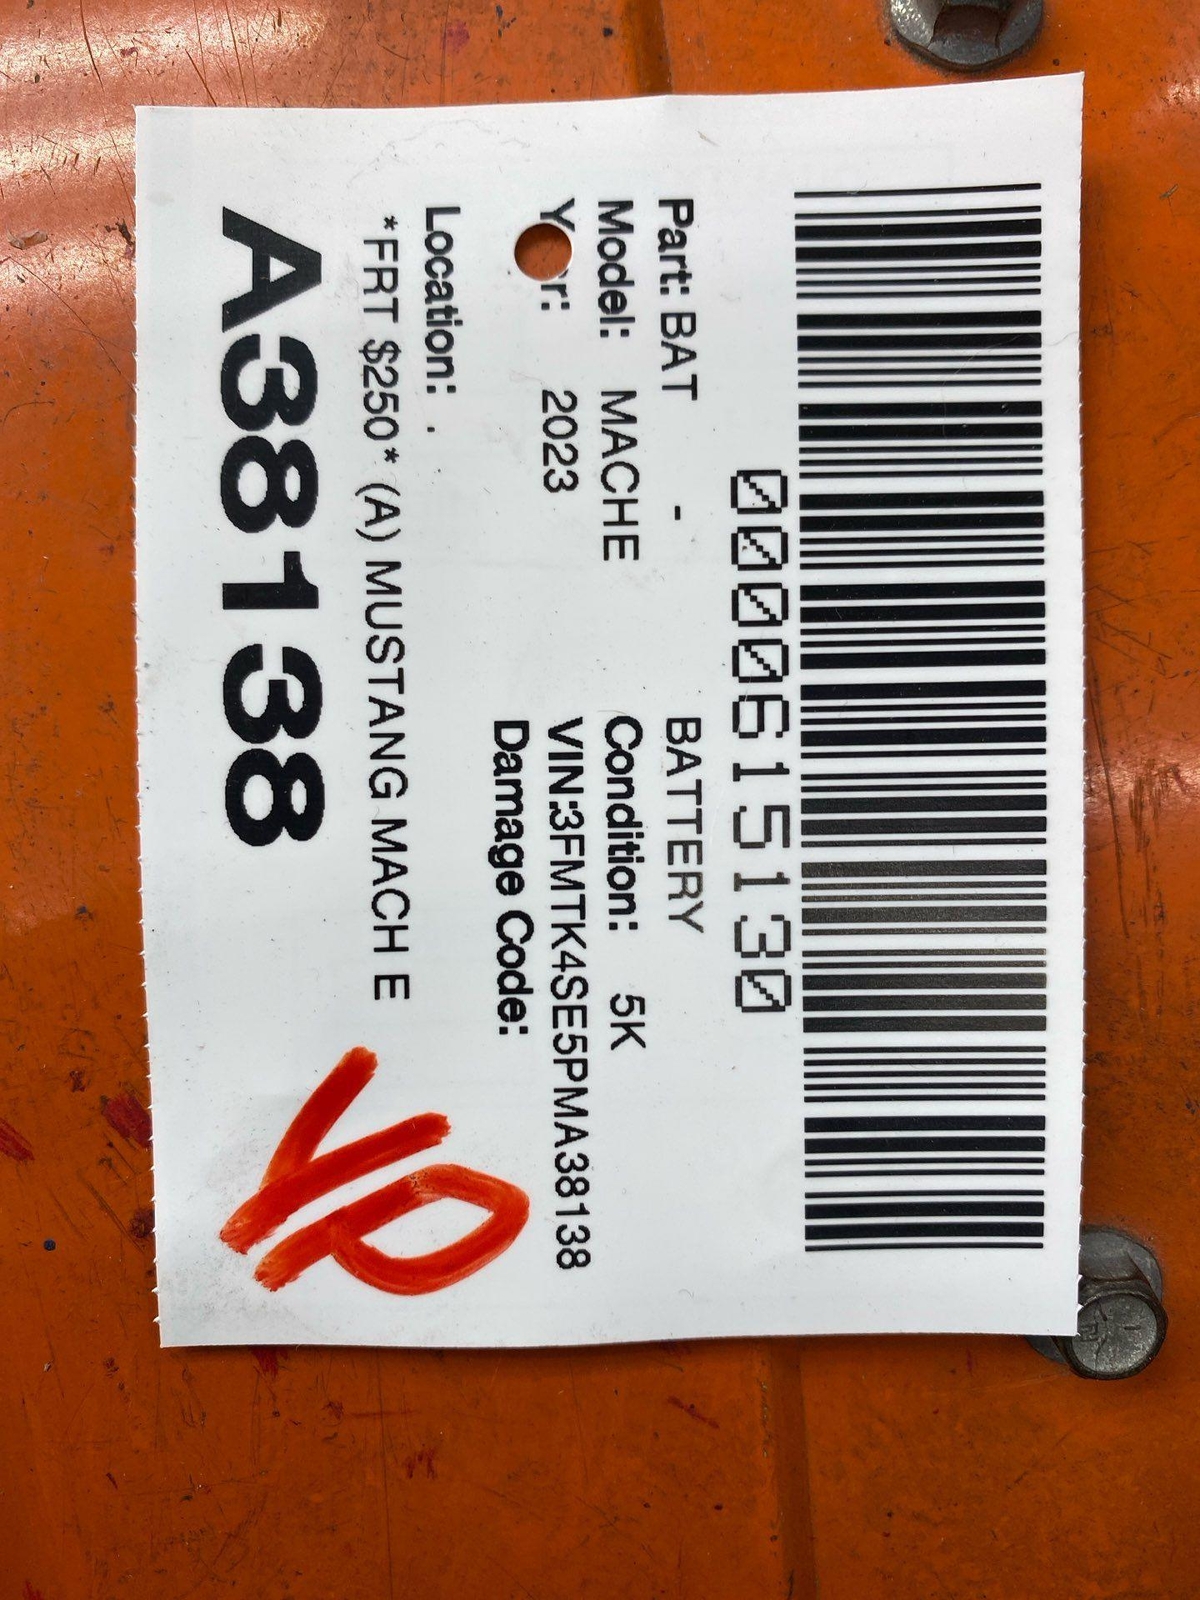 0000615130
Part: BAT - BATTERY
Model: MACHE Condition: 5K
Y r: 2023 VIN:3FMTK4SE5PMA38138
Damage Code:
Location: .
*FRT $250* (A) MUSTANG MACH E
A38138
VP